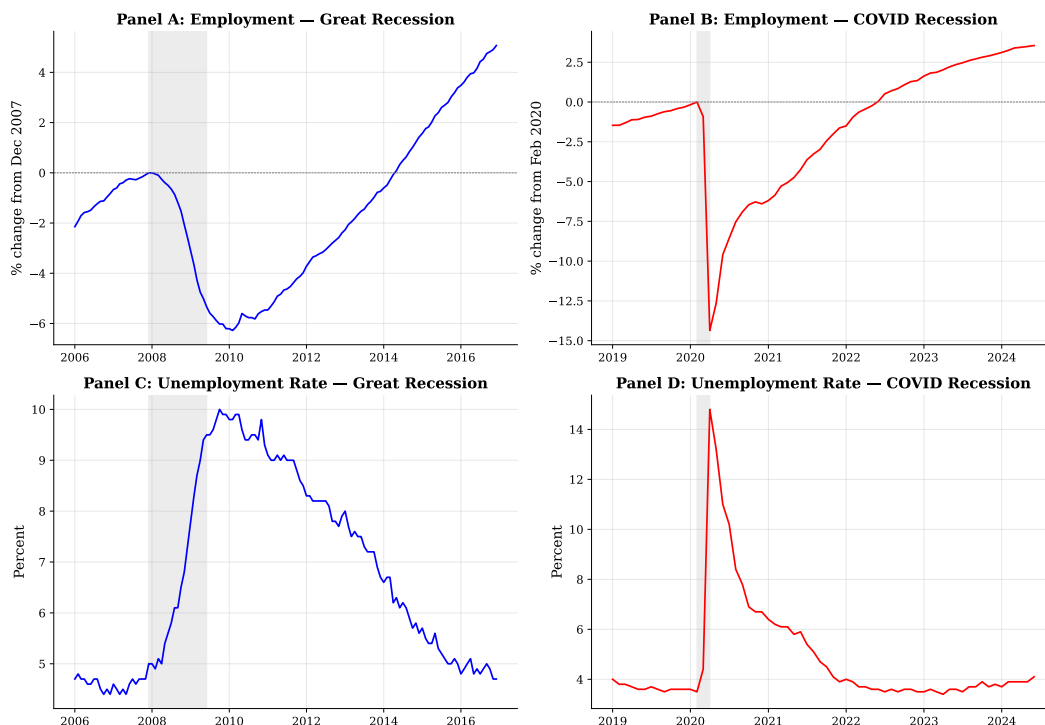 Panel A: Employment — Great Recession
% change from Dec 2007
4
2
0
−2
−4
−6
2006 2008 2010 2012 2014 2016
Panel B: Employment — COVID Recession
% change from Feb 2020
2.5
0.0
−2.5
−5.0
−7.5
−10.0
−12.5
−15.0
2019 2020 2021 2022 2023 2024
Panel C: Unemployment Rate — Great Recession
Percent
10
9
8
7
6
5
2006 2008 2010 2012 2014 2016
Panel D: Unemployment Rate — COVID Recession
Percent
14
12
10
8
6
4
2019 2020 2021 2022 2023 2024